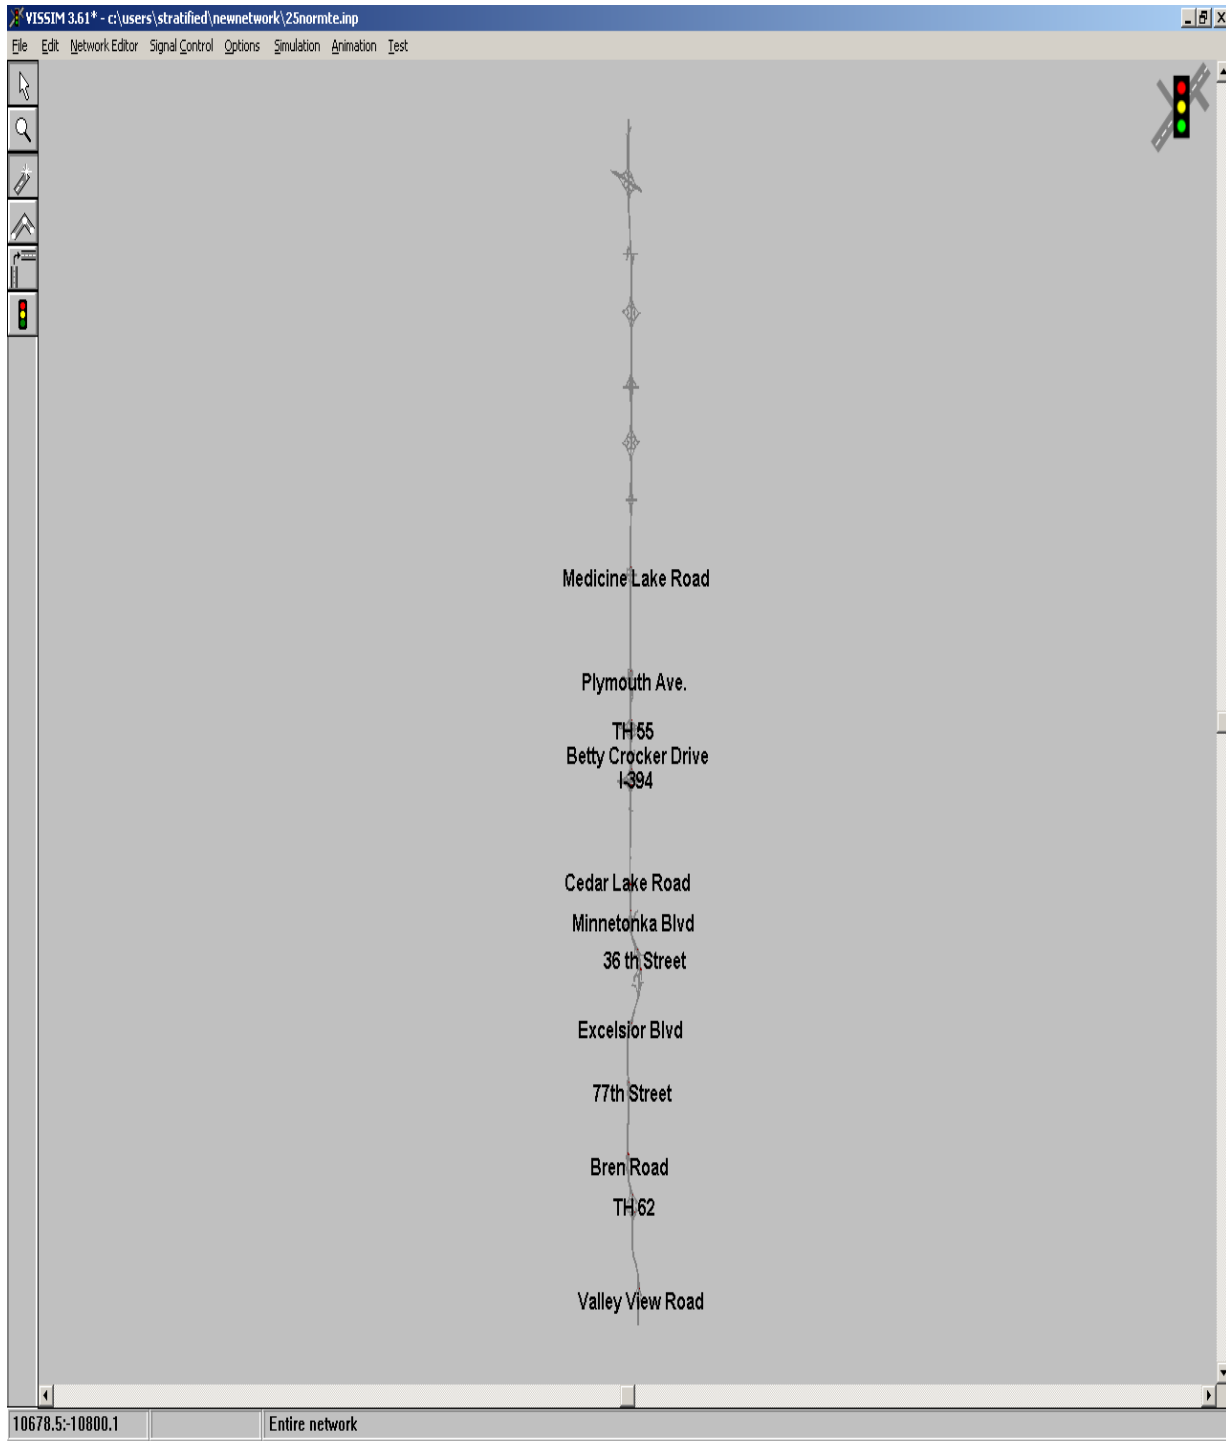 VISSIM 3.61* - c:\users\stratified\newnetwork\25normte.inp
File Edit Network Editor Signal Control Options Simulation Animation Test
Medicine Lake Road
Plymouth Ave.
TH 55
Betty Crocker Drive
I-394
Cedar Lake Road
Minnetonka Blvd
36 th Street
Excelsior Blvd
77th Street
Bren Road
TH 62
Valley View Road
10678.5:-10800.1 Entire network